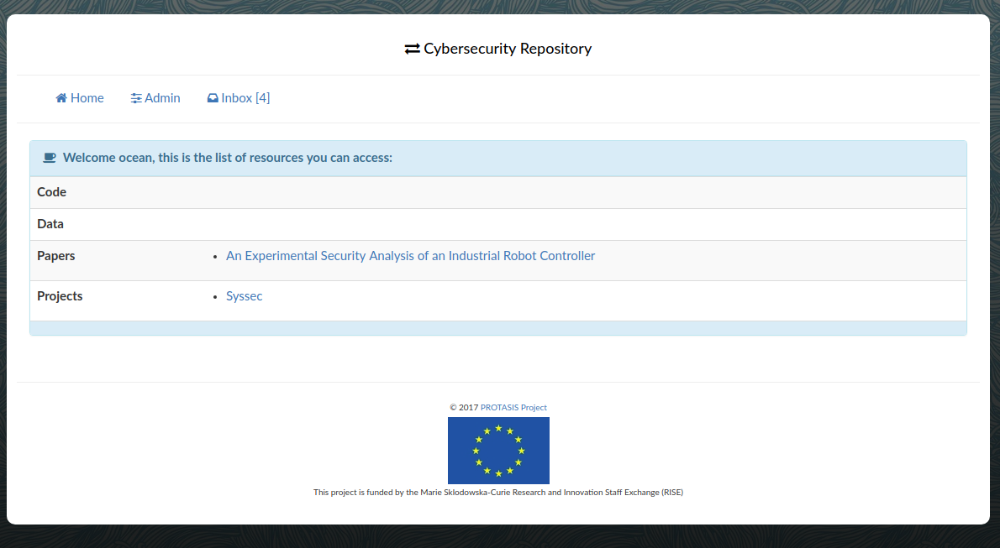 Cybersecurity Repository
Home Admin Inbox [4]
Welcome ocean, this is the list of resources you can access:
Code
Data
Papers • An Experimental Security Analysis of an Industrial Robot Controller
Projects • Syssec
© 2017 PROTASIS Project
This project is funded by the Marie Sklodowska-Curie Research and Innovation Staff Exchange (RISE)